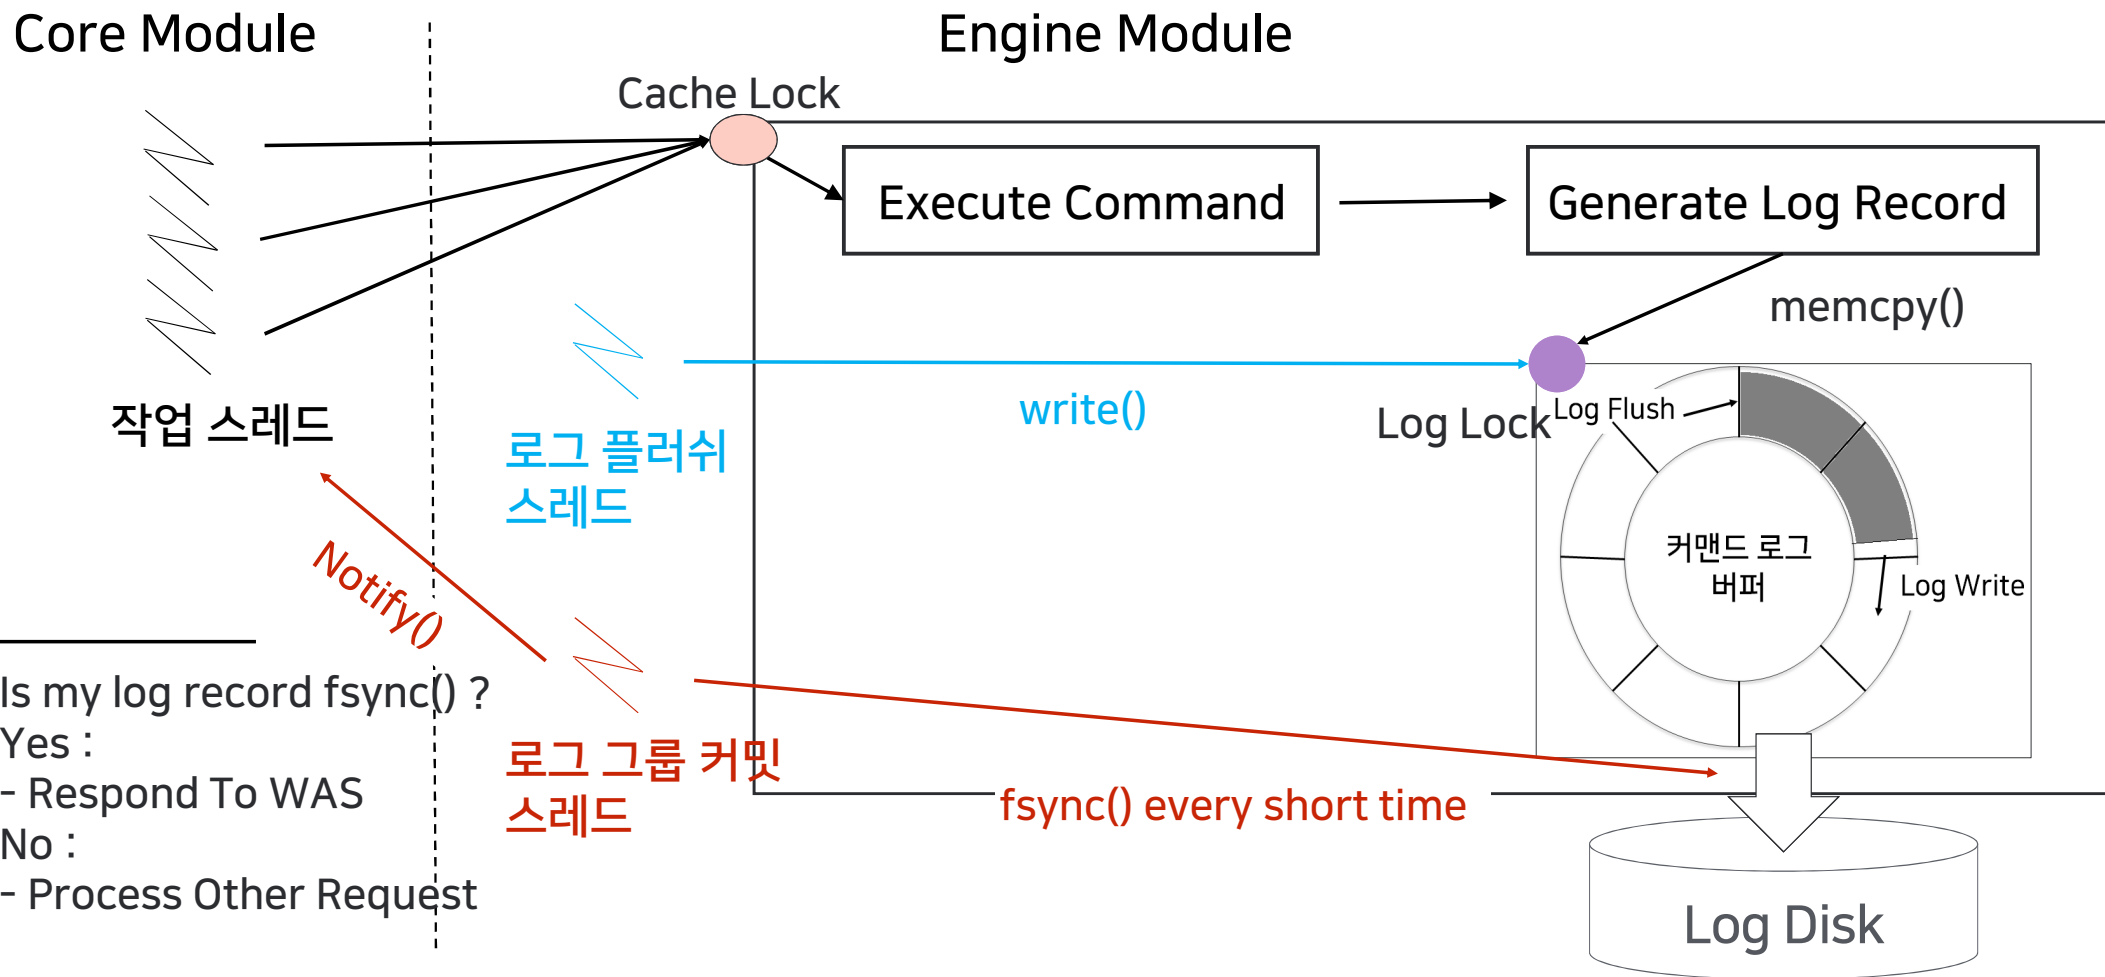 Core Module
Engine Module
Cache Lock
Execute Command
Generate Log Record
memcpy()
작업 스레드
로그 플러쉬
스레드
write()
Log Lock
Log Flush
커맨드 로그
버퍼
Log Write
Notify()
Is my log record fsync() ?
Yes :
- Respond To WAS
No :
- Process Other Request
로그 그룹 커밋
스레드
fsync() every short time
Log Disk